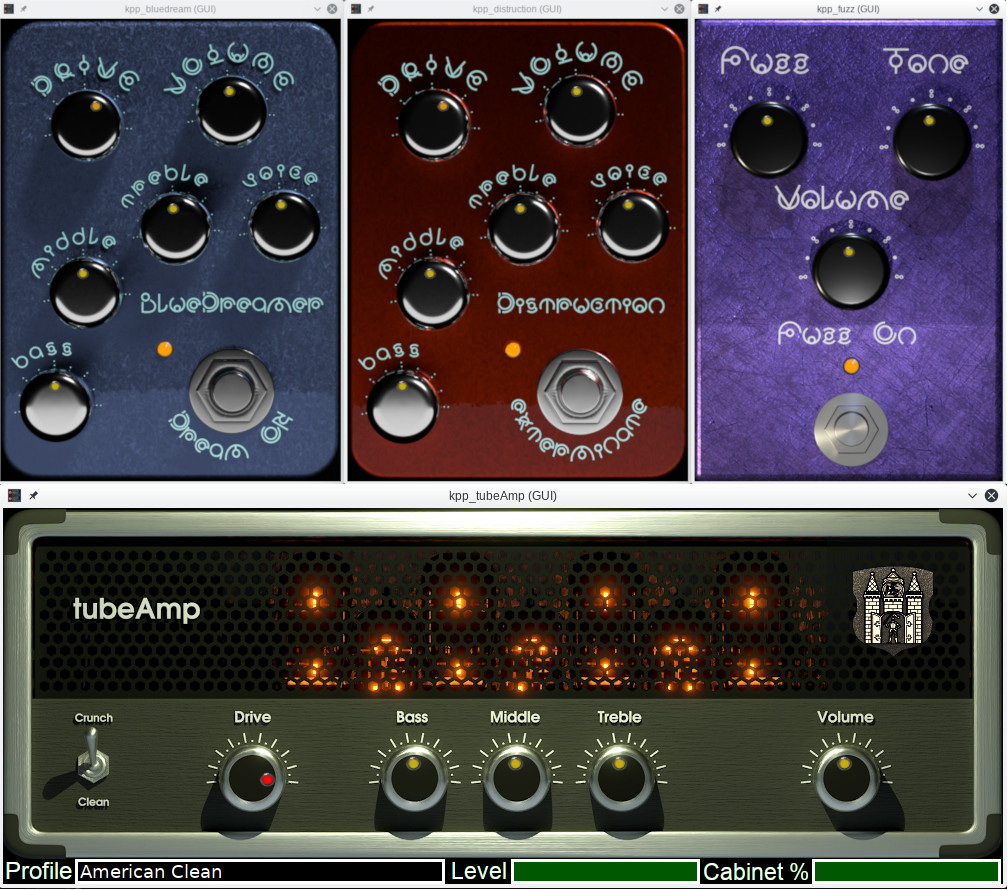 kpp_bluedream (GUI)
DRIVE
VOLUME
treble
voice
middle
BlueDreamer
bass
Dream On
kpp_distruction (GUI)
DRIVE
VOLUME
treble
voice
middle
Distruction
bass
kpp_fuzz (GUI)
Fuzz
Tone
Volume
Fuzz On
kpp_tubeAmp (GUI)
tubeAmp
Crunch
Clean
Drive
Bass
Middle
Treble
Volume
Profile American Clean
Level
Cabinet %